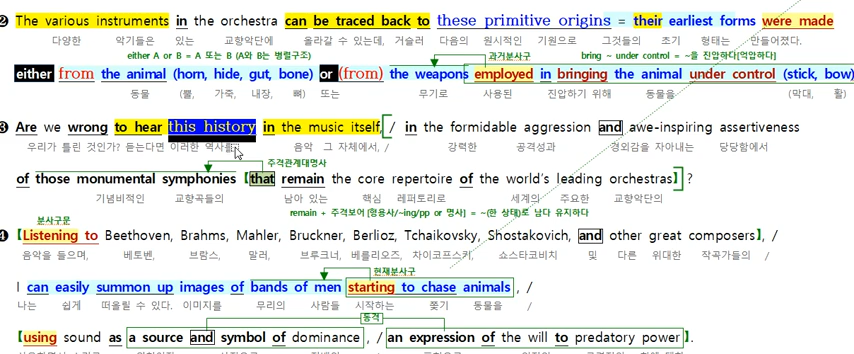 ❷ The various instruments in the orchestra can be traced back to these primitive origins = their earliest forms were made
다양한 악기들은 있는 교향악단에 올라갈 수 있는데, 거슬러 다음의 원시적인 기원으로 그것들의 초기 형태는 만들어졌다.
either A or B = A 또는 B (A와 B는 병렬구조) 과거분사구 bring ~ under control = ~을 진압하다[억압하다]
either from the animal (horn, hide, gut, bone) or (from) the weapons employed in bringing the animal under control (stick, bow)
동물 (뿔, 가죽, 내장, 뼈) 또는 무기로 사용된 진압하기 위해 동물을 (막대, 활)
❸ Are we wrong to hear this history in the music itself, / in the formidable aggression and awe-inspiring assertiveness
우리가 틀린 것인가? 듣는다면 이러한 역사를 음악 그 자체에서, / 강력한 공격성과 경외감을 자아내는 당당함에서
주격관계대명사
of those monumental symphonies 【that remain the core repertoire of the world's leading orchestras】?
기념비적인 교향곡들의 남아 있는 핵심 레퍼토리로 세계의 주요한 교향악단의
remain + 주격보어 [형용사/~ing/pp or 명사] = ~(한 상태)로 남다 유지하다
분사구문
❹ 【Listening to Beethoven, Brahms, Mahler, Bruckner, Berlioz, Tchaikovsky, Shostakovich, and other great composers】, /
음악을 들으며, 베토벤, 브람스, 말러, 브루크너, 베를리오즈, 차이코프스키, 쇼스타코비치 및 다른 위대한 작곡가들의 /
현재분사구
I can easily summon up images of bands of men starting to chase animals , /
나는 쉽게 떠올릴 수 있다. 이미지를 무리의 사람들 시작하는 쫓기 동물을 /
동격
【using sound as a source and symbol of dominance , / an expression of the will to predatory power】.